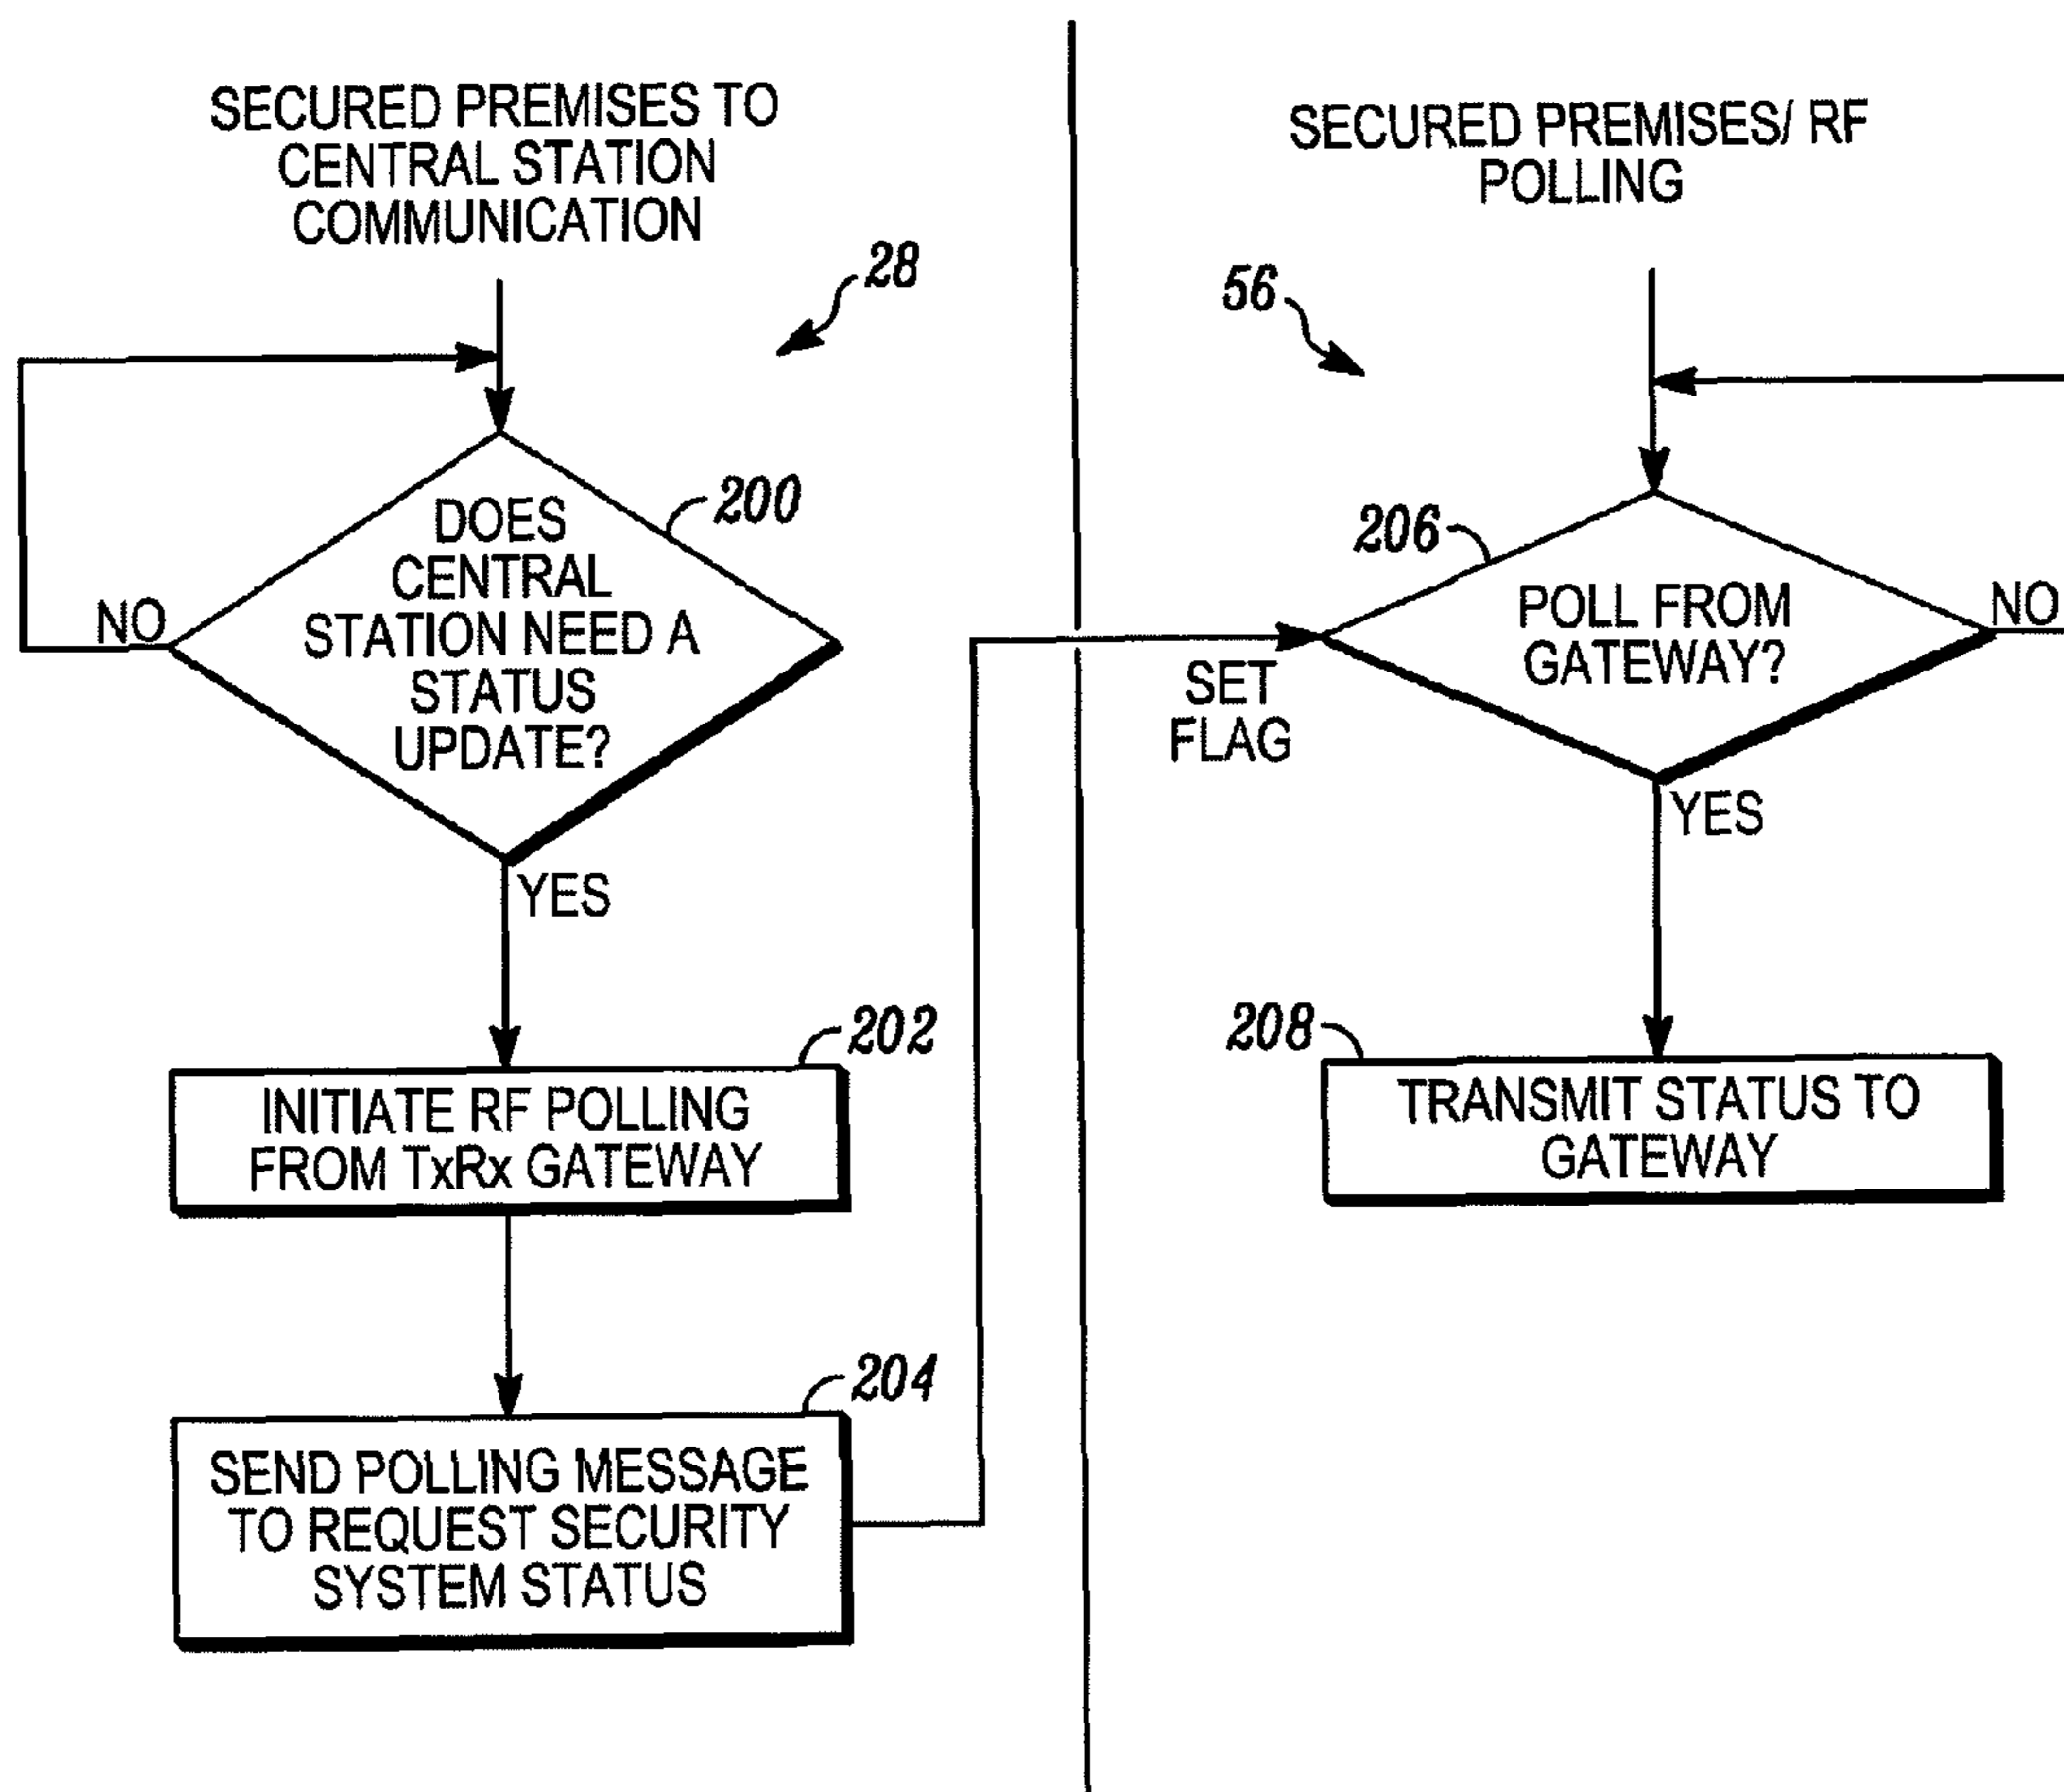 SECURED PREMISES TO
CENTRAL STATION
COMMUNICATION
28
DOES
CENTRAL
STATION NEED A
STATUS
UPDATE?
200
NO
YES
202
INITIATE RF POLLING
FROM TxRx GATEWAY
204
SEND POLLING MESSAGE
TO REQUEST SECURITY
SYSTEM STATUS
SECURED PREMISES/ RF
POLLING
56
206
POLL FROM
GATEWAY?
NO
SET
FLAG
YES
208
TRANSMIT STATUS TO
GATEWAY